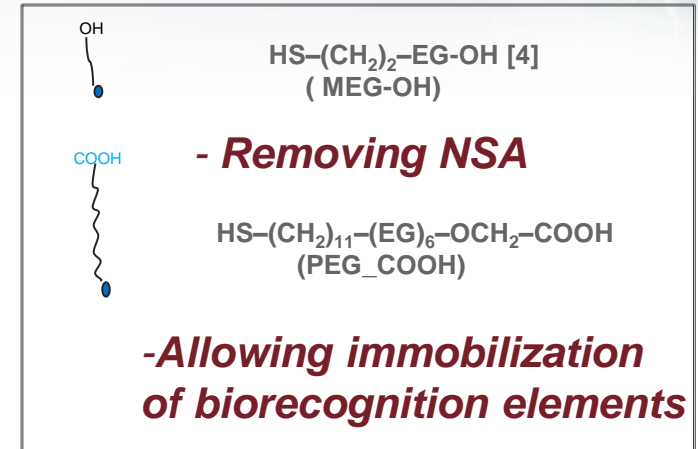 OH
HS–(CH₂)₂–EG-OH [4]
( MEG-OH)
COOH
- Removing NSA
HS–(CH₂)₁₁–(EG)₆–OCH₂–COOH
(PEG_COOH)
-Allowing immobilization
of biorecognition elements